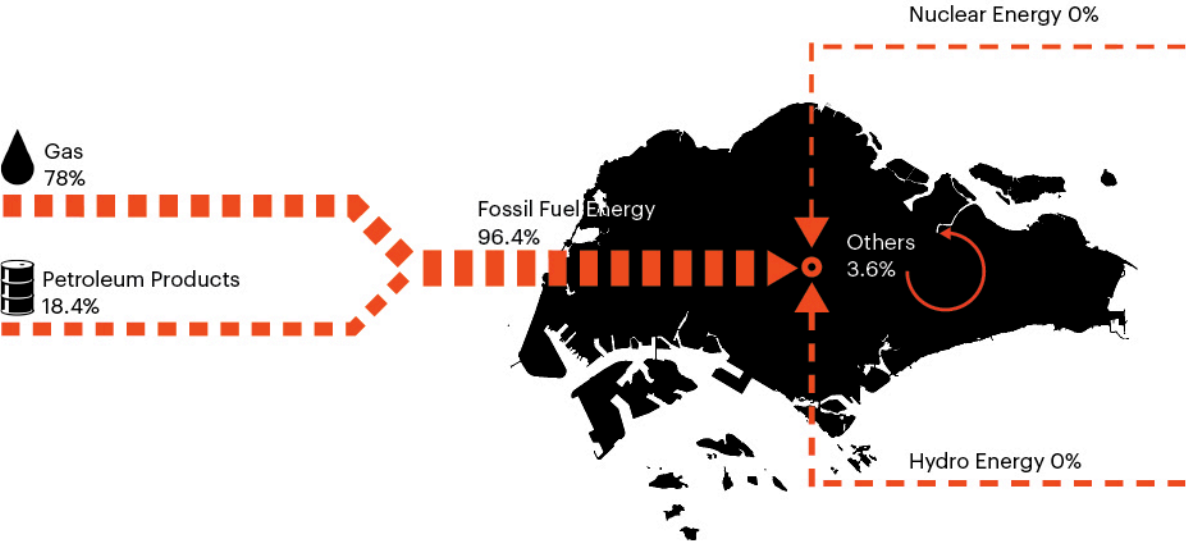 Nuclear Energy 0%
Gas
78%
Fossil Fuel Energy
96.4%
Others
3.6%
Petroleum Products
18.4%
Hydro Energy 0%